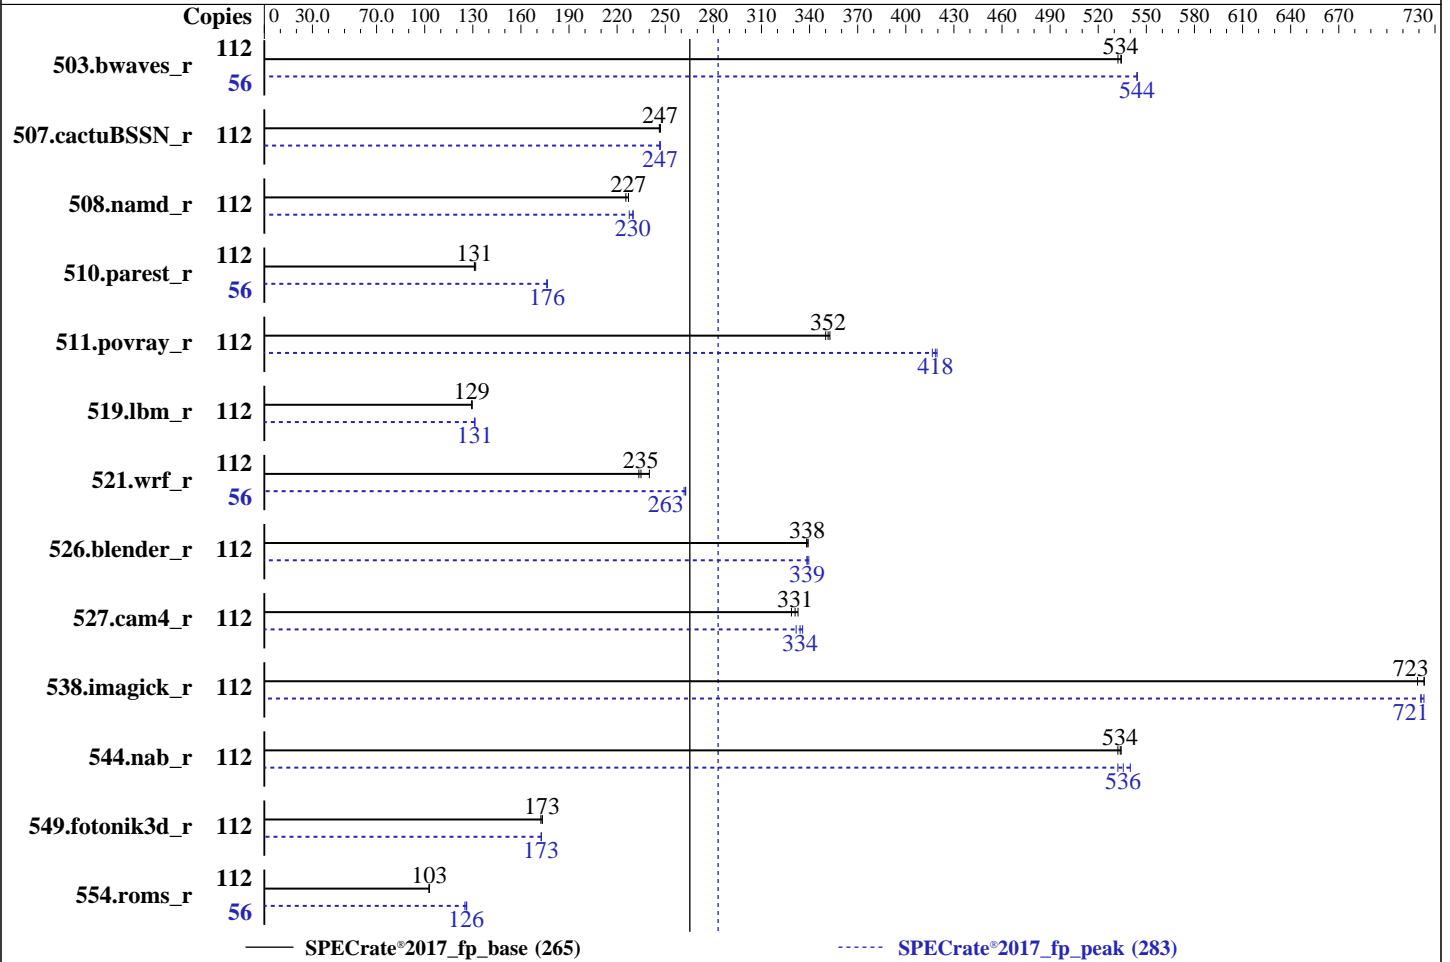 Copies 0 30.0 70.0 100 130 160 190 220 250 280 310 340 370 400 430 460 490 520 550 580 610 640 670 730
503.bwaves_r 112 534
56 544
507.cactuBSSN_r 112 247
247
508.namd_r 112 227
230
510.parest_r 112 131
56 176
511.povray_r 112 352
418
519.lbm_r 112 129
131
521.wrf_r 112 235
56 263
526.blender_r 112 338
339
527.cam4_r 112 331
334
538.imagick_r 112 723
721
544.nab_r 112 534
536
549.fotonik3d_r 112 173
173
554.roms_r 112 103
56 126
SPECrate®2017_fp_base (265) SPECrate®2017_fp_peak (283)